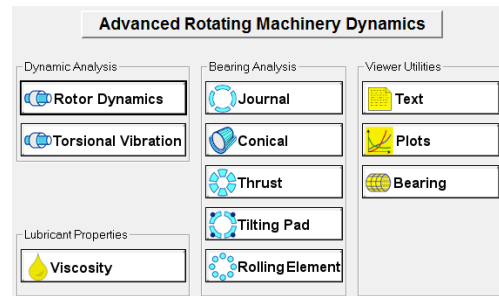 Advanced Rotating Machinery Dynamics
Dynamic Analysis
Rotor Dynamics
Torsional Vibration
Lubricant Properties
Viscosity
Bearing Analysis
Journal
Conical
Thrust
Tilting Pad
Rolling Element
Viewer Utilities
Text
Plots
Bearing